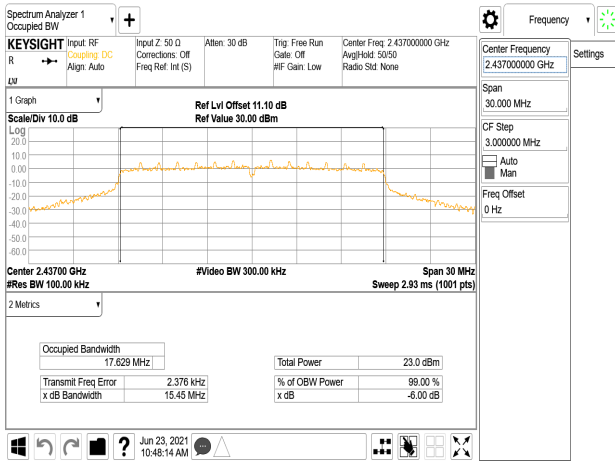 Spectrum Analyzer 1
Occupied BW
+
Frequency
KEYSIGHT
R
LXI
Input: RF
Coupling: DC
Align: Auto
Input Z: 50 Ω
Corrections: Off
Freq Ref: Int (S)
Atten: 30 dB
Trig: Free Run
Gate: Off
#IF Gain: Low
Center Freq: 2.437000000 GHz
Avg|Hold: 50/50
Radio Std: None
Center Frequency
2.437000000 GHz
Settings
Span
30.000 MHz
CF Step
3.000000 MHz
Auto
Man
Freq Offset
0 Hz
1 Graph
Scale/Div 10.0 dB
Ref Lvl Offset 11.10 dB
Ref Value 30.00 dBm
Log
20.0
10.0
0.00
-10.0
-20.0
-30.0
-40.0
-50.0
-60.0
Center 2.43700 GHz
#Video BW 300.00 kHz
Span 30 MHz
#Res BW 100.00 kHz
Sweep 2.93 ms (1001 pts)
2 Metrics
Occupied Bandwidth
17.629 MHz
Total Power 23.0 dBm
Transmit Freq Error 2.376 kHz
% of OBW Power 99.00 %
x dB Bandwidth 15.45 MHz
x dB -6.00 dB
?
Jun 23, 2021
10:48:14 AM